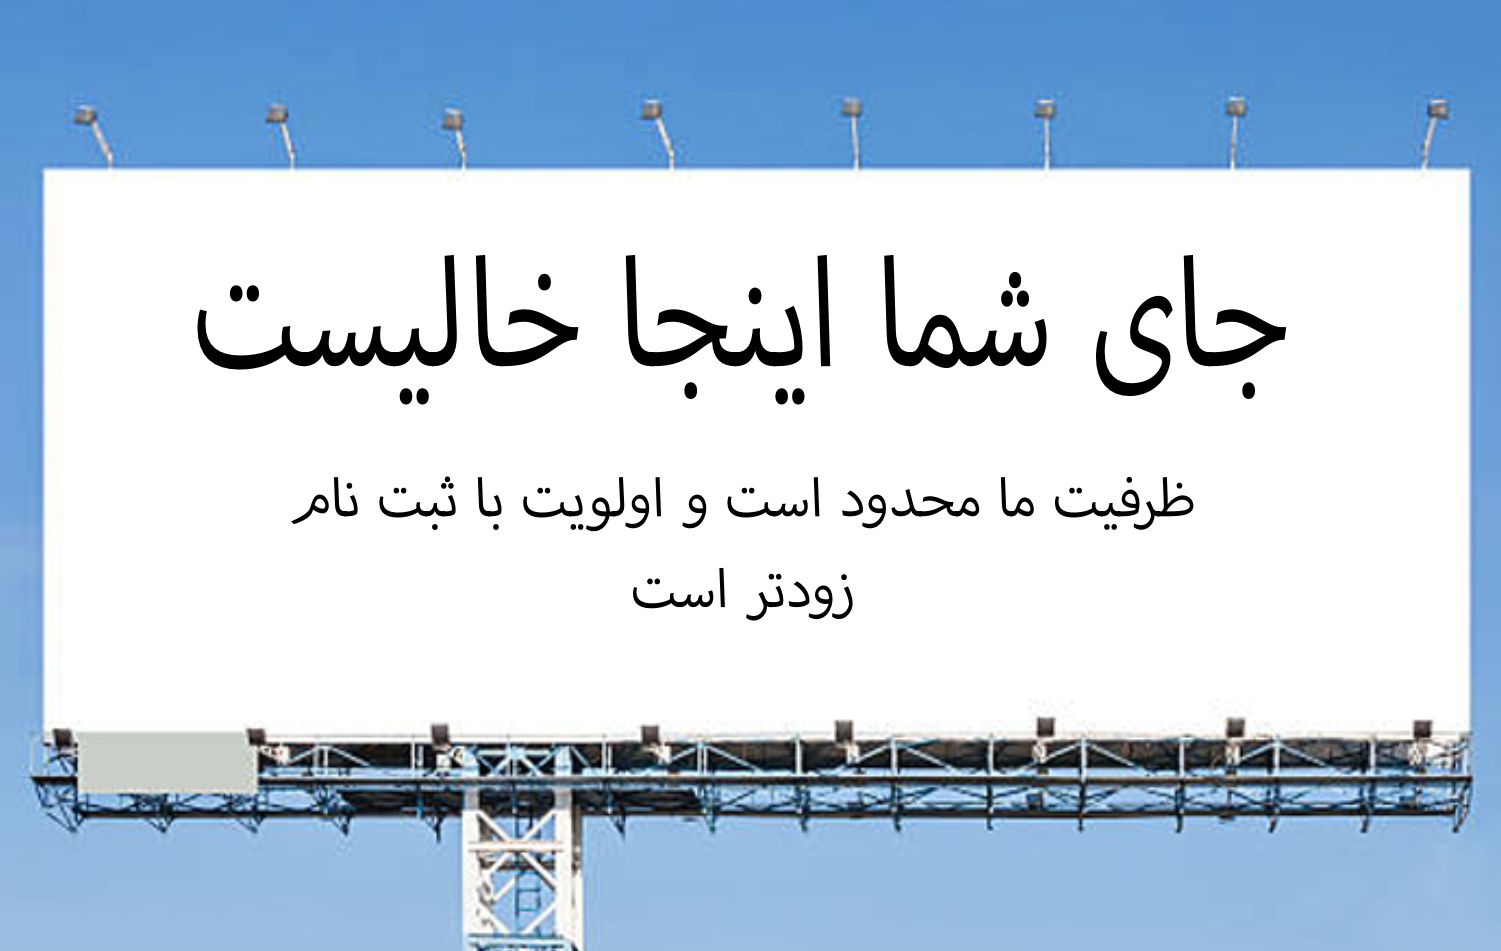 جای شما اینجا خالیست
ظرفیت ما محدود است و اولویت با ثبت نام
زودتر است